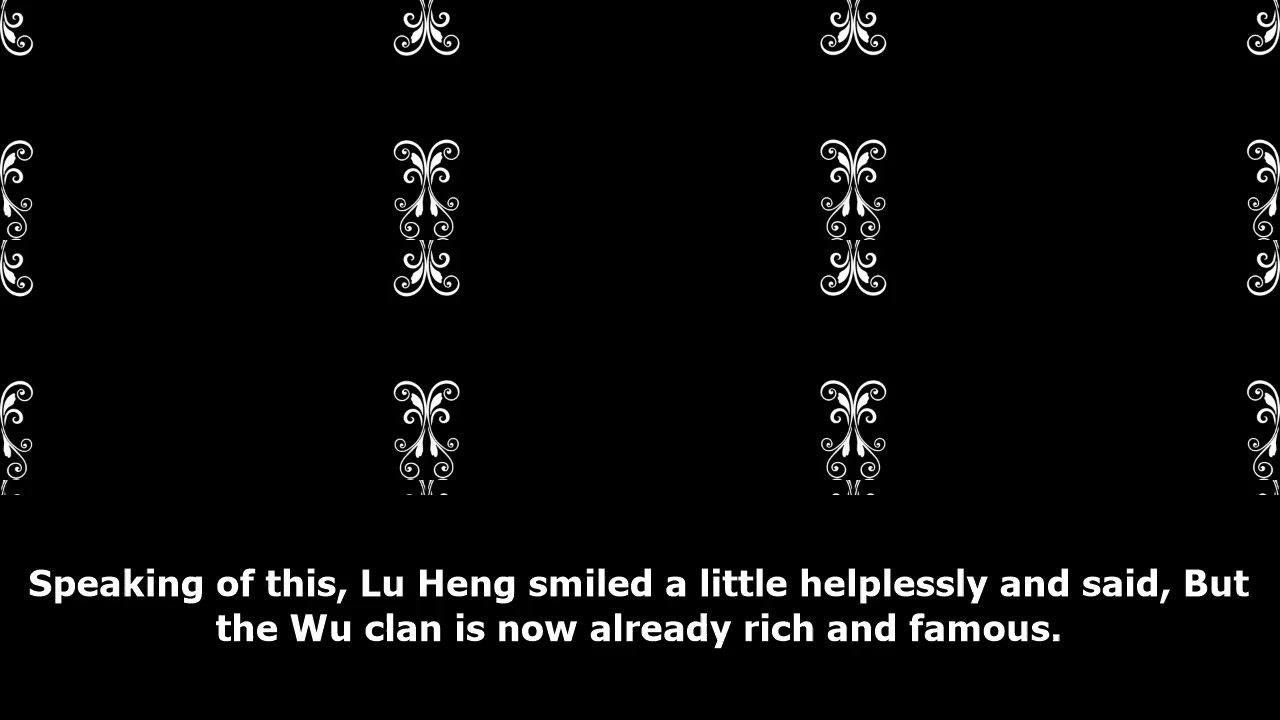 Speaking of this, Lu Heng smiled a little helplessly and said, But
the Wu clan is now already rich and famous.